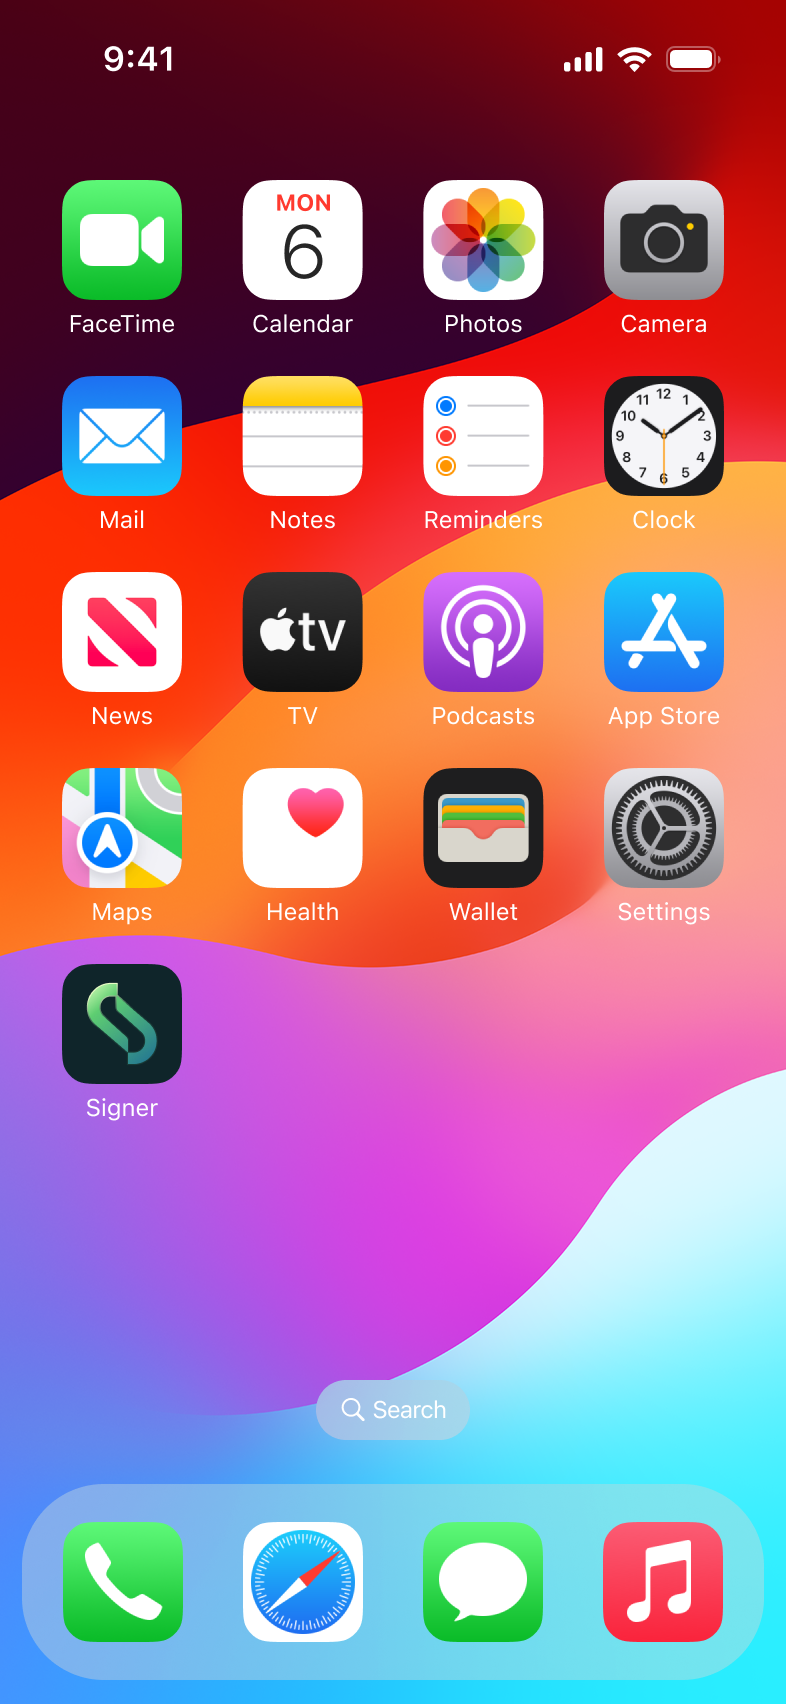 9:41
MON
6
FaceTime
Calendar
Photos
Camera
12
11 1
10 2
9 3
8 4
7 5
6
Mail
Notes
Reminders
Clock
tv
News
TV
Podcasts
App Store
Maps
Health
Wallet
Settings
Signer
Search